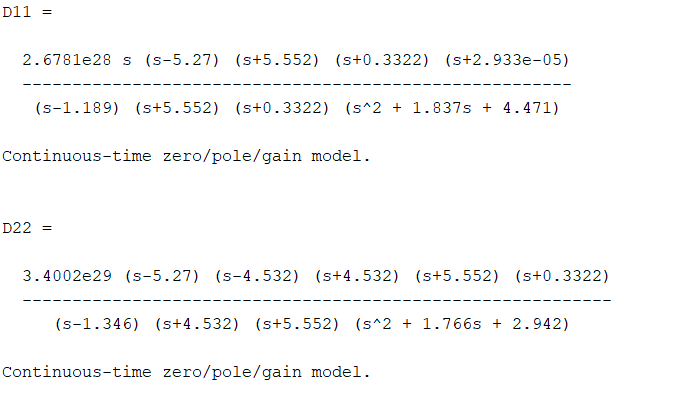 D11 =
2.6781e28 s (s-5.27) (s+5.552) (s+0.3322) (s+2.933e-05)
-------------------------------------------------------
(s-1.189) (s+5.552) (s+0.3322) (s^2 + 1.837s + 4.471)
Continuous-time zero/pole/gain model.
D22 =
3.4002e29 (s-5.27) (s-4.532) (s+4.532) (s+5.552) (s+0.3322)
-----------------------------------------------------------
(s-1.346) (s+4.532) (s+5.552) (s^2 + 1.766s + 2.942)
Continuous-time zero/pole/gain model.